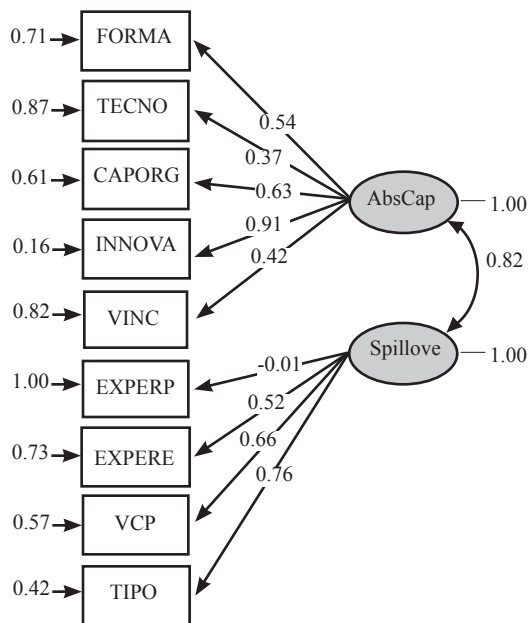 0.71 FORMA
0.87 TECNO
0.54
0.37
0.61 CAPORG
0.63
AbsCap 1.00
0.91
0.16 INNOVA
0.42
0.82
0.82 VINC
Spillove 1.00
-0.01
1.00 EXPERP
0.52
0.66
0.73 EXPERE
0.76
0.57 VCP
0.42 TIPO